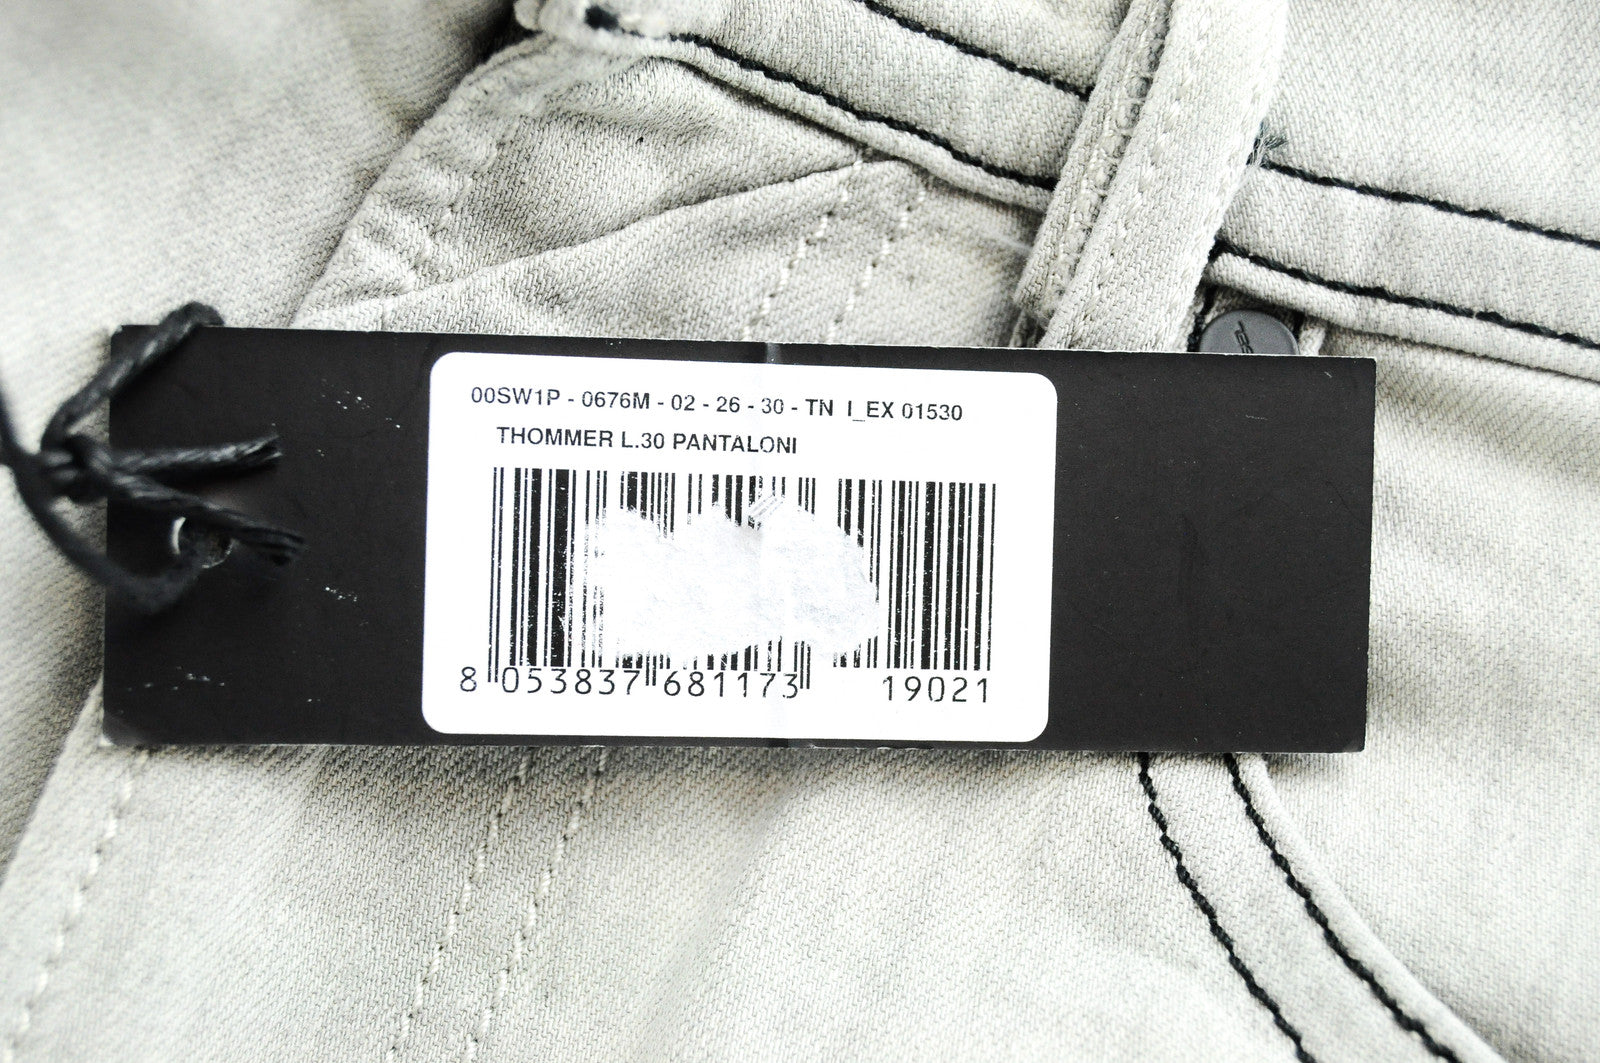 00SW1P - 0676M - 02 - 26 - 30 - TN I_EX 01530
THOMMER L.30 PANTALONI
8 053837 681173 19021